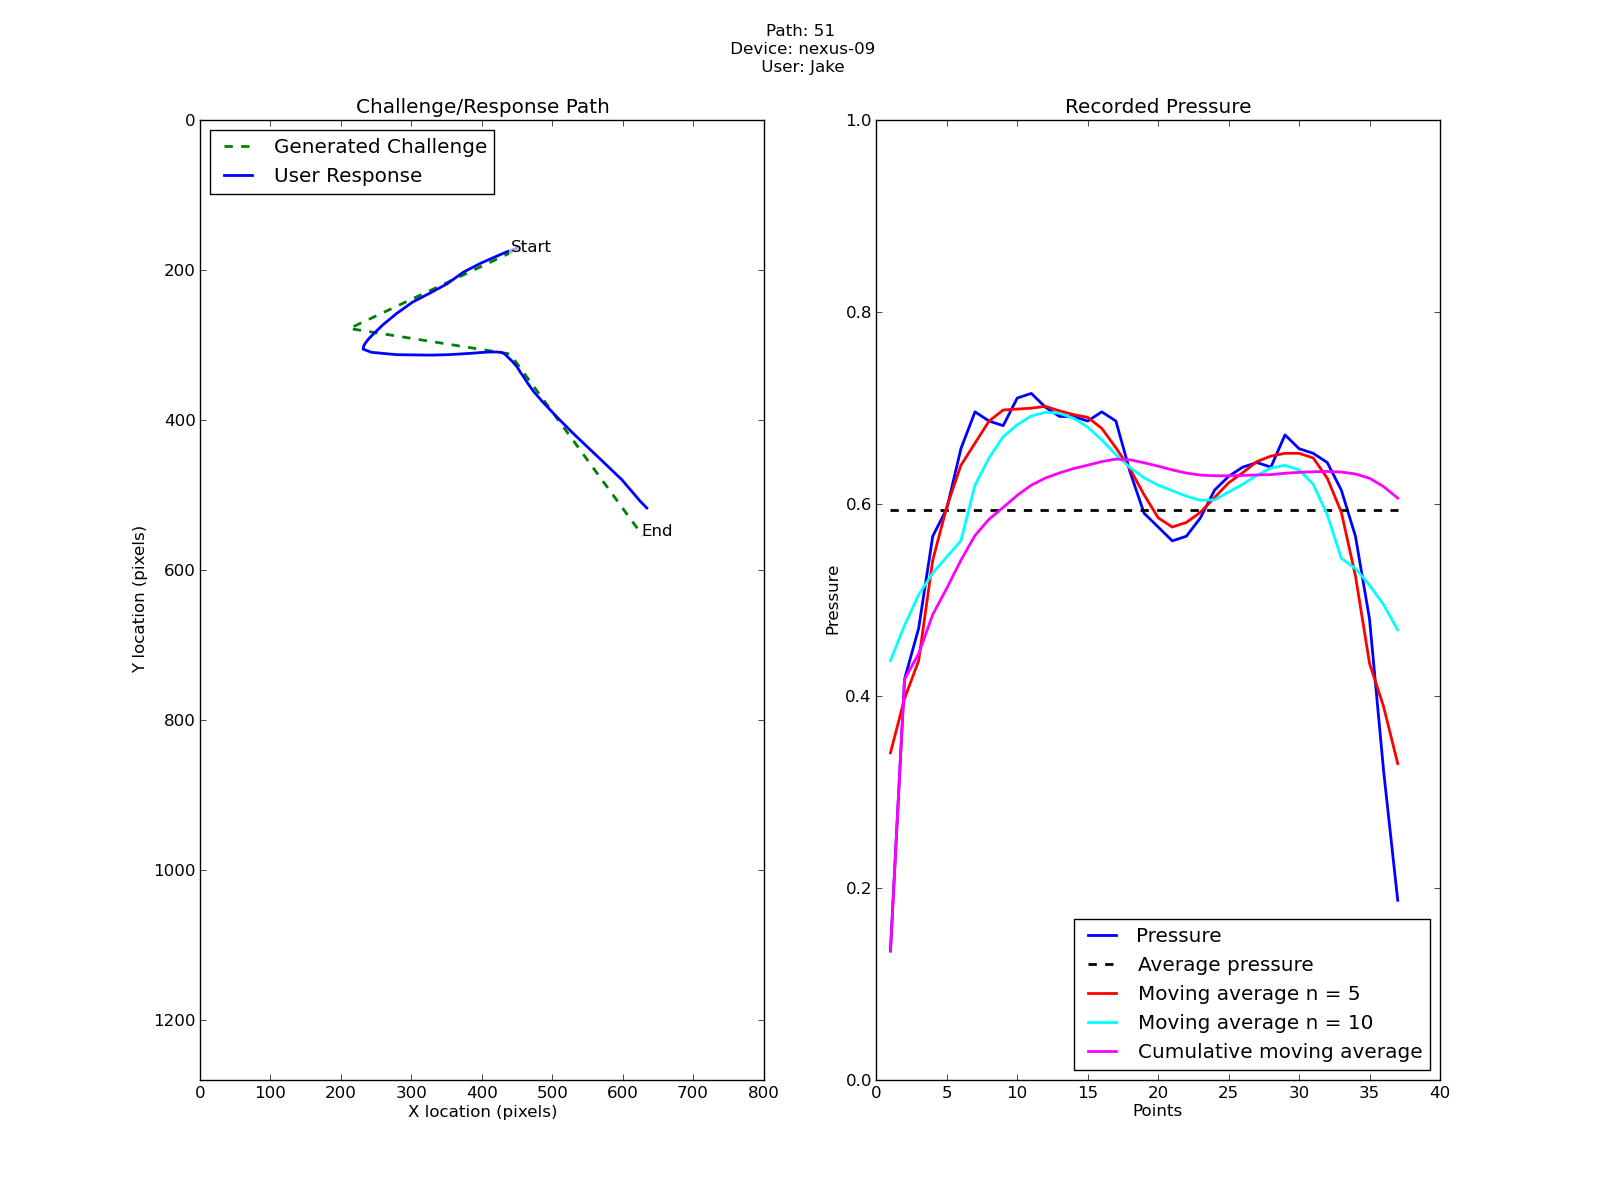 Path: 51
Device: nexus-09
User: Jake
Challenge/Response Path
0
200
400
600
800
1000
1200
Y location (pixels)
Generated Challenge
User Response
Start
End
0 100 200 300 400 500 600 700 800
X location (pixels)
Recorded Pressure
1.0
0.8
0.6
0.4
0.2
0.0
Pressure
Pressure
Average pressure
Moving average n = 5
Moving average n = 10
Cumulative moving average
0 5 10 15 20 25 30 35 40
Points